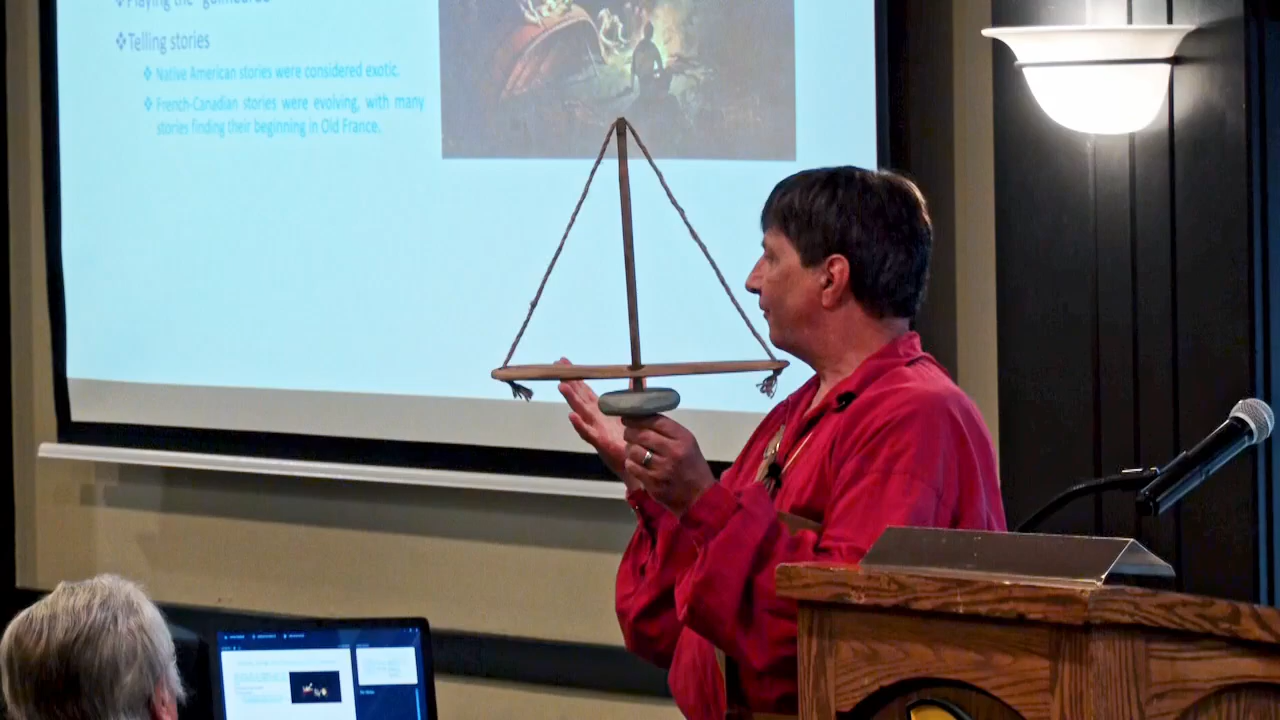 ❖Playing the "guimbarde"
❖Telling stories
❖ Native American stories were considered exotic.
❖ French-Canadian stories were evolving, with many
stories finding their beginning in Old France.